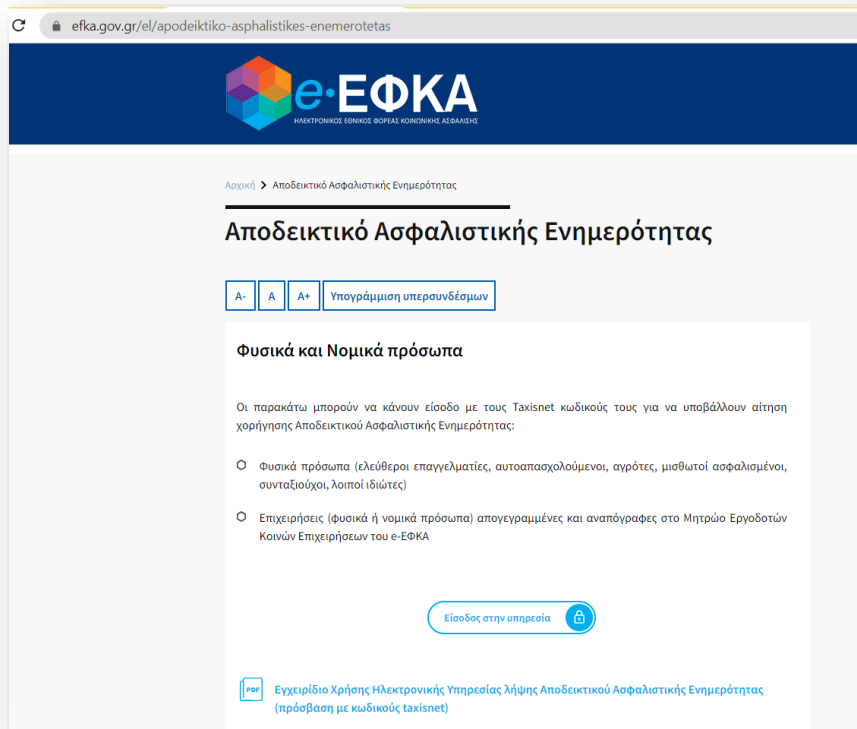 efka.gov.gr/el/apodeiktiko-asphalistikes-enemerotetas
e·ΕΦΚΑ
ΗΛΕΚΤΡΟΝΙΚΟΣ ΕΘΝΙΚΟΣ ΦΟΡΕΑΣ ΚΟΙΝΩΝΙΚΗΣ ΑΣΦΑΛΙΣΗΣ
Αρχική > Αποδεικτικό Ασφαλιστικής Ενημερότητας
Αποδεικτικό Ασφαλιστικής Ενημερότητας
A- A A+ Υπογράμμιση υπερσυνδέσμων
Φυσικά και Νομικά πρόσωπα
Οι παρακάτω μπορούν να κάνουν είσοδο με τους Taxisnet κωδικούς τους για να υποβάλλουν αίτηση
χορήγησης Αποδεικτικού Ασφαλιστικής Ενημερότητας:
Φυσικά πρόσωπα (ελεύθεροι επαγγελματίες, αυτοαπασχολούμενοι, αγρότες, μισθωτοί ασφαλισμένοι,
συνταξιούχοι, λοιποί ιδιώτες)
Επιχειρήσεις (φυσικά ή νομικά πρόσωπα) απογεγραμμένες και αναπόγραφες στο Μητρώο Εργοδοτών
Κοινών Επιχειρήσεων του e-ΕΦΚΑ
Είσοδος στην υπηρεσία
PDF Εγχειρίδιο Χρήσης Ηλεκτρονικής Υπηρεσίας λήψης Αποδεικτικού Ασφαλιστικής Ενημερότητας
(πρόσβαση με κωδικούς taxisnet)